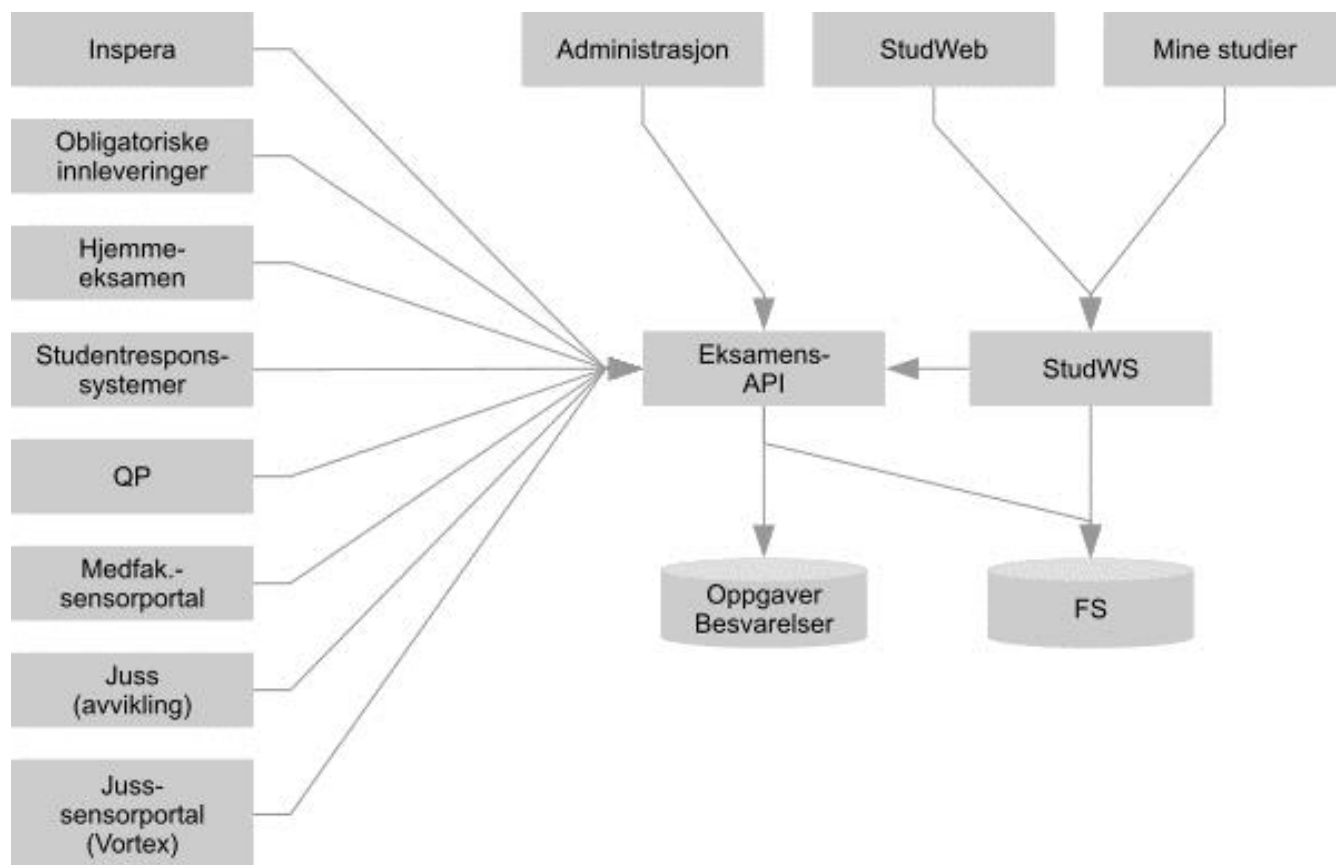 Inspera
Administrasjon
StudWeb
Mine studier
Obligatoriske
innleveringer
Hjemme-
eksamen
Studentrespons-
systemer
Eksamens-
API
StudWS
QP
Medfak.-
sensorportal
Oppgaver
Besvarelser
FS
Juss
(avvikling)
Juss-
sensorportal
(Vortex)